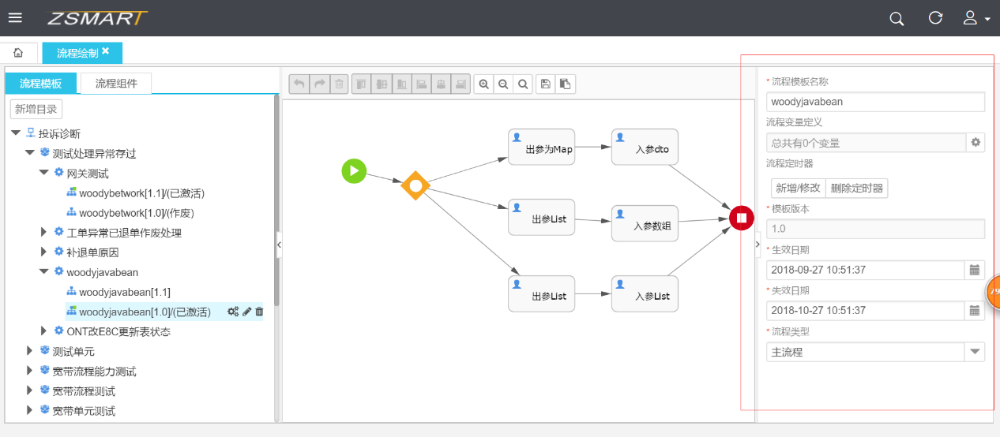 ZSMART
流程绘制
流程模板
流程组件
新增目录
投诉诊断
测试处理异常存过
网关测试
woodybetwork[1.1]/(已激活)
woodybetwork[1.0]/(作废)
工单异常已退单作废处理
补退单原因
woodyjavabean
woodyjavabean[1.1]
woodyjavabean[1.0]/(已激活)
ONT改E8C更新表状态
测试单元
宽带流程能力测试
宽带流程测试
宽带单元测试
出参为Map
入参dto
出参List
入参数组
出参List
入参List
* 流程模板名称
woodyjavabean
流程变量定义
总共有0个变量
流程定时器
新增/修改 删除定时器
* 模板版本
1.0
* 生效日期
2018-09-27 10:51:37
* 失效日期
2018-10-27 10:51:37
* 流程类型
主流程